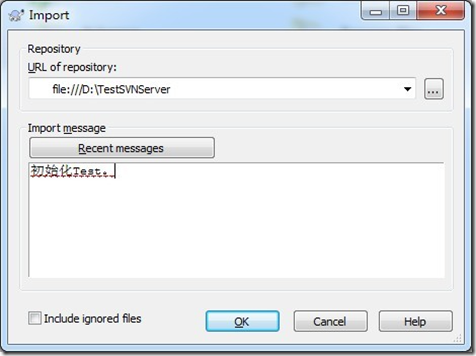 Import
Repository
URL of repository:
file:///D:\TestSVNServer
...
Import message
Recent messages
初始化Test。
Include ignored files
OK
Cancel
Help